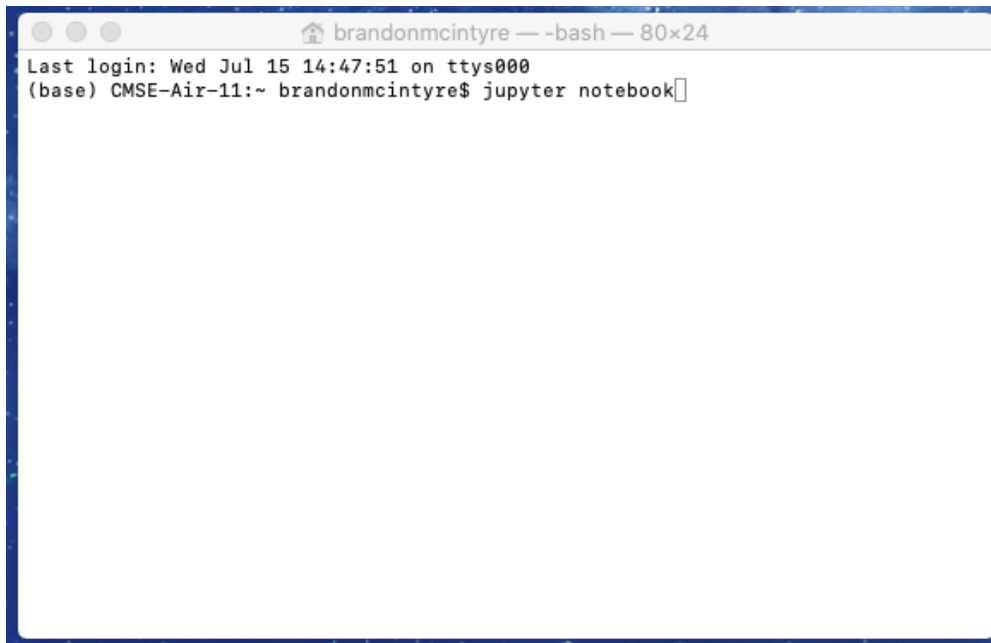 brandonmcintyre — -bash — 80×24
Last login: Wed Jul 15 14:47:51 on ttys000
(base) CMSE-Air-11:~ brandonmcintyre$ jupyter notebook